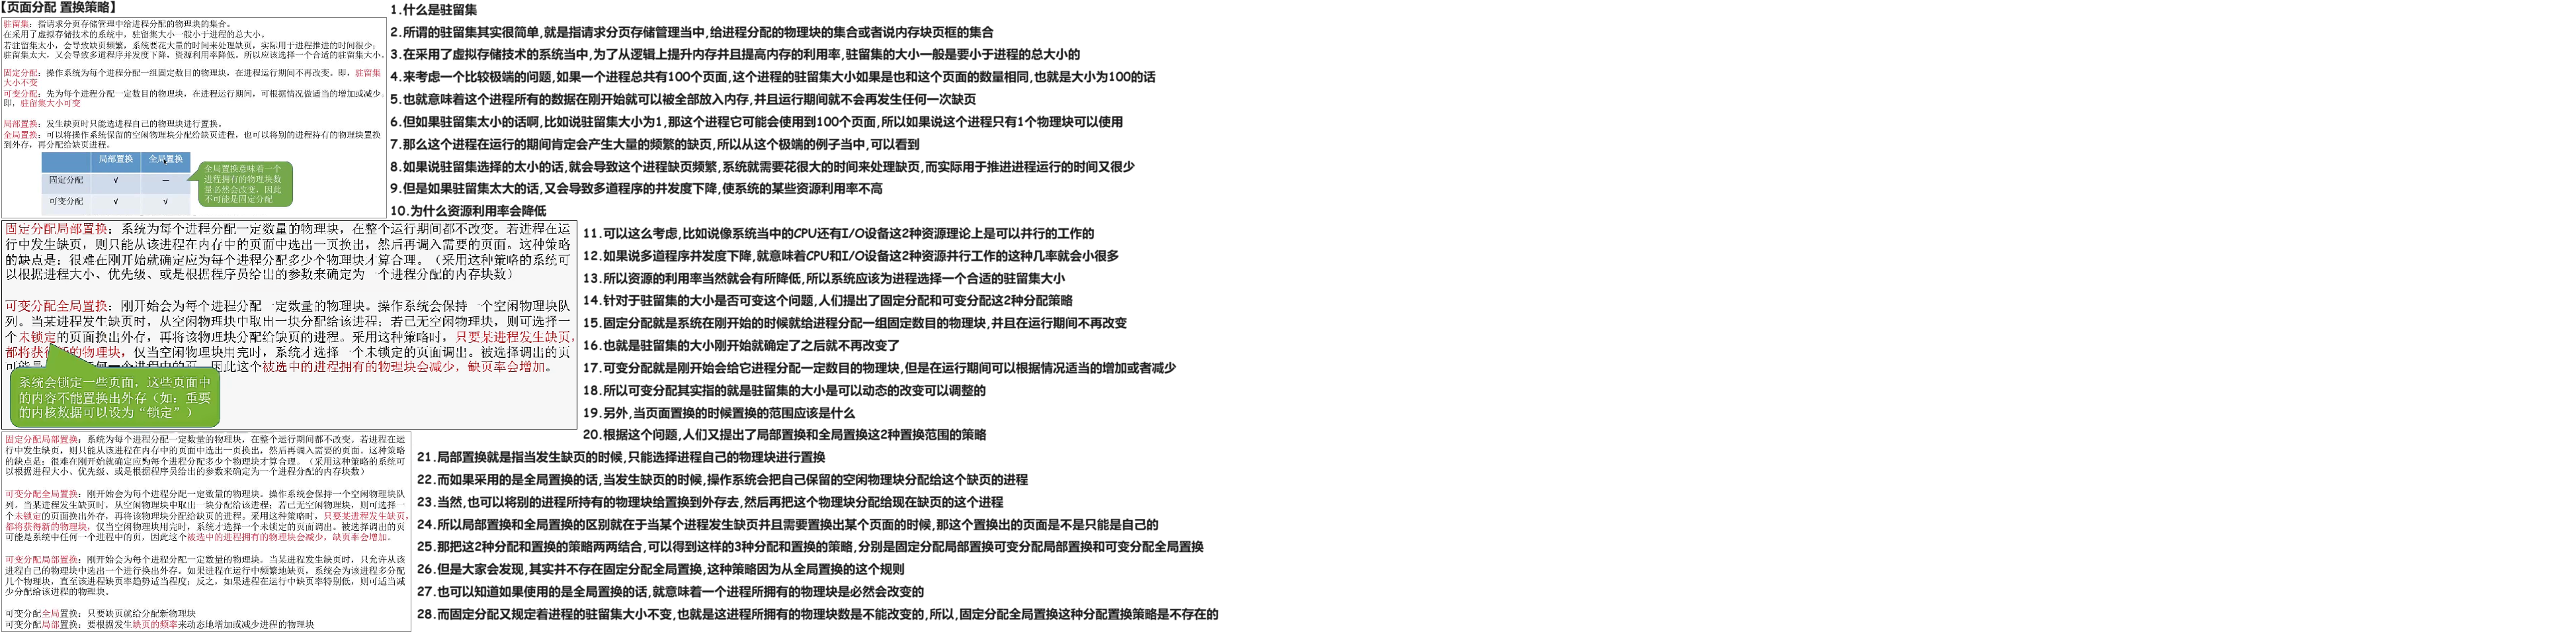 【页面分配 置换策略】
驻留集：指请求分页存储管理中给进程分配的物理块的集合。
在采用了虚拟存储技术的系统中，驻留集大小一般小于进程的总大小。
若驻留集太小，会导致缺页频繁，系统要花大量的时间来处理缺页，实际用于进程推进的时间很少；
驻留集太大，又会导致多道程序并发度下降，资源利用率降低。所以应该选择一个合适的驻留集大小。
固定分配：操作系统为每个进程分配一组固定数目的物理块，在进程运行期间不再改变。即，驻留集
大小不变
可变分配：先为每个进程分配一定数目的物理块，在进程运行期间，可根据情况做适当的增加或减少。
即，驻留集大小可变
局部置换：发生缺页时只能选进程自己的物理块进行置换。
全局置换：可以将操作系统保留的空闲物理块分配给缺页进程，也可以将别的进程持有的物理块置换
到外存，再分配给缺页进程。
局部置换 全局置换
固定分配 √ —
可变分配 √ √
全局置换意味着一个
进程拥有的物理块数
量必然会改变，因此
不可能是固定分配
1.什么是驻留集
2.所谓的驻留集其实很简单,就是指请求分页存储管理当中,给进程分配的物理块的集合或者说内存块页框的集合
3.在采用了虚拟存储技术的系统当中,为了从逻辑上提升内存并且提高内存的利用率,驻留集的大小一般是要小于进程的总大小的
4.来考虑一个比较极端的问题,如果一个进程总共有100个页面,这个进程的驻留集大小如果是也和这个页面的数量相同,也就是大小为100的话
5.也就意味着这个进程所有的数据在刚开始就可以被全部放入内存,并且运行期间就不会再发生任何一次缺页
6.但如果驻留集太小的话啊,比如说驻留集大小为1,那这个进程它可能会使用到100个页面,所以如果说这个进程只有1个物理块可以使用
7.那么这个进程在运行的期间肯定会产生大量的频繁的缺页,所以从这个极端的例子当中,可以看到
8.如果说驻留集选择的太小的话,就会导致这个进程缺页频繁,系统就需要花很大的时间来处理缺页,而实际用于推进进程运行的时间又很少
9.但是如果驻留集太大的话,又会导致多道程序的并发度下降,使系统的某些资源利用率不高
10.为什么资源利用率会降低
固定分配局部置换：系统为每个进程分配一定数量的物理块，在整个运行期间都不改变。若进程在运
行中发生缺页，则只能从该进程在内存中的页面中选出一页换出，然后再调入需要的页面。这种策略
的缺点是：很难在刚开始就确定应为每个进程分配多少个物理块才算合理。（采用这种策略的系统可
以根据进程大小、优先级、或是根据程序员给出的参数来确定为一个进程分配的内存块数）
可变分配全局置换：刚开始会为每个进程分配一定数量的物理块。操作系统会保持一个空闲物理块队
列。当某进程发生缺页时，从空闲物理块中取出一块分配给该进程；若已无空闲物理块，则可选择一
个未锁定的页面换出外存，再将该物理块分配给缺页的进程。采用这种策略时，只要某进程发生缺页，
都将获得新的物理块，仅当空闲物理块用完时，系统才选择一个未锁定的页面调出。被选择调出的页
可能是 何一个进程中的页，因此这个被选中的进程拥有的物理块会减少，缺页率会增加。
系统会锁定一些页面，这些页面中
的内容不能置换出外存（如：重要
的内核数据可以设为“锁定”）
11.可以这么考虑,比如说像系统当中的CPU还有I/O设备这2种资源理论上是可以并行的工作的
12.如果说多道程序并发度下降,就意味着CPU和I/O设备这2种资源并行工作的这种几率就会小很多
13.所以资源的利用率当然就会有所降低,所以系统应该为进程选择一个合适的驻留集大小
14.针对于驻留集的大小是否可变这个问题,人们提出了固定分配和可变分配这2种分配策略
15.固定分配就是系统在刚开始的时候就给进程分配一组固定数目的物理块,并且在运行期间不再改变
16.也就是驻留集的大小刚开始就确定了之后就不再改变了
17.可变分配就是刚开始会给它进程分配一定数目的物理块,但是在运行期间可以根据情况适当的增加或者减少
18.所以可变分配其实指的就是驻留集的大小是可以动态的改变可以调整的
19.另外,当页面置换的时候置换的范围应该是什么
20.根据这个问题,人们又提出了局部置换和全局置换这2种置换范围的策略
固定分配局部置换：系统为每个进程分配一定数量的物理块，在整个运行期间都不改变。若进程在运
行中发生缺页，则只能从该进程在内存中的页面中选出一页换出，然后再调入需要的页面。这种策略
的缺点是：很难在刚开始就确定应为每个进程分配多少个物理块才算合理。（采用这种策略的系统可
以根据进程大小、优先级、或是根据程序员给出的参数来确定为一个进程分配的内存块数）
可变分配全局置换：刚开始会为每个进程分配一定数量的物理块。操作系统会保持一个空闲物理块队
列。当某进程发生缺页时，从空闲物理块中取出一块分配给该进程；若已无空闲物理块，则可选择一
个未锁定的页面换出外存，再将该物理块分配给缺页的进程。采用这种策略时，只要某进程发生缺页，
都将获得新的物理块，仅当空闲物理块用完时，系统才选择一个未锁定的页面调出。被选择调出的页
可能是系统中任何一个进程中的页，因此这个被选中的进程拥有的物理块会减少，缺页率会增加。
可变分配局部置换：刚开始会为每个进程分配一定数量的物理块。当某进程发生缺页时，只允许从该
进程自己的物理块中选出一个进行换出外存。如果进程在运行中频繁地缺页，系统会为该进程多分配
几个物理块，直至该进程缺页率趋势适当程度；反之，如果进程在运行中缺页率特别低，则可适当减
少分配给该进程的物理块。
可变分配全局置换：只要缺页就给分配新物理块
可变分配局部置换：要根据发生缺页的频率来动态地增加或减少进程的物理块
21.局部置换就是指当发生缺页的时候,只能选择进程自己的物理块进行置换
22.而如果采用的是全局置换的话,当发生缺页的时候,操作系统会把自己保留的空闲物理块分配给这个缺页的进程
23.当然,也可以将别的进程所持有的物理块给置换到外存去,然后再把这个物理块分配给现在缺页的这个进程
24.所以局部置换和全局置换的区别就在于当某个进程发生缺页并且需要置换出某个页面的时候,那这个置换出的页面是不是只能是自己的
25.那把这2种分配和置换的策略两两结合,可以得到这样的3种分配和置换的策略,分别是固定分配局部置换可变分配局部置换和可变分配全局置换
26.但是大家会发现,其实并不存在固定分配全局置换,这种策略因为从全局置换的这个规则
27.也可以知道如果使用的是全局置换的话,就意味着一个进程所拥有的物理块是必然会改变的
28.而固定分配又规定着进程的驻留集大小不变,也就是这进程所拥有的物理块数是不能改变的,所以,固定分配全局置换这种分配置换策略是不存在的